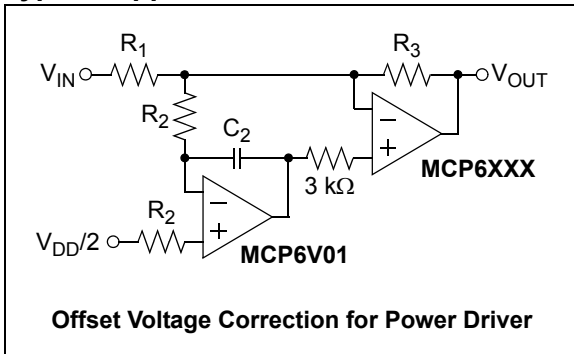 R1
R3
VIN
VOUT
R2
C2
MCP6XXX
3 kΩ
R2
VDD/2
MCP6V01
Offset Voltage Correction for Power Driver